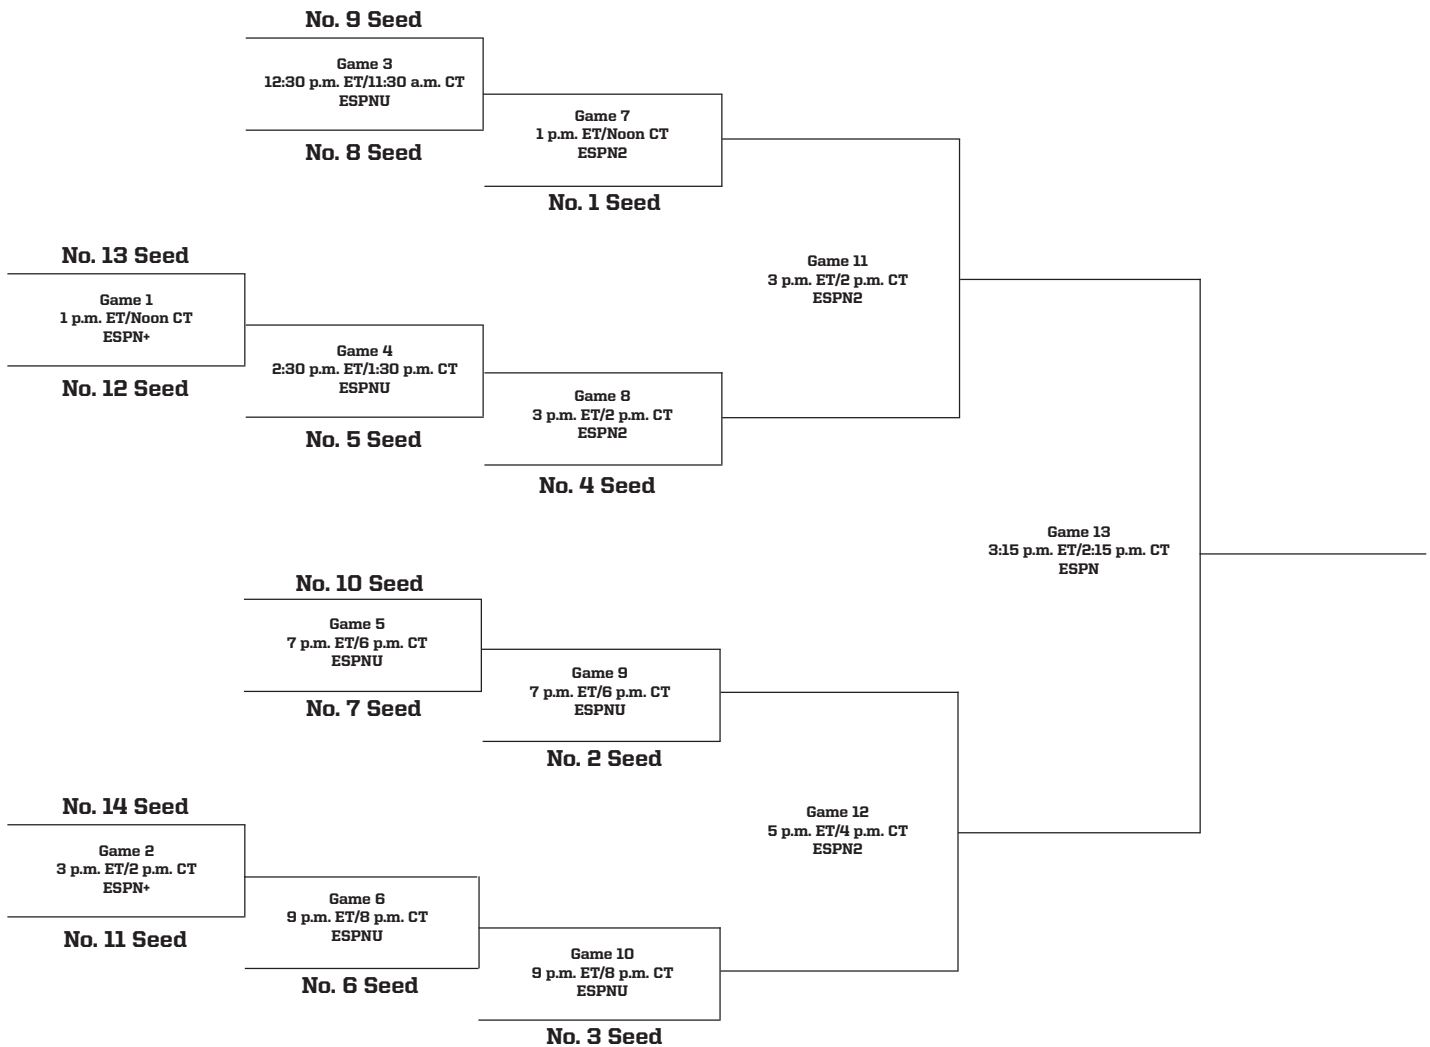 No. 9 Seed
Game 3
12:30 p.m. ET/11:30 a.m. CT
ESPNU
No. 8 Seed
Game 7
1 p.m. ET/Noon CT
ESPN2
No. 1 Seed
No. 13 Seed
Game 1
1 p.m. ET/Noon CT
ESPN+
No. 12 Seed
Game 4
2:30 p.m. ET/1:30 p.m. CT
ESPNU
No. 5 Seed
Game 8
3 p.m. ET/2 p.m. CT
ESPN2
No. 4 Seed
Game 11
3 p.m. ET/2 p.m. CT
ESPN2
Game 13
3:15 p.m. ET/2:15 p.m. CT
ESPN
No. 10 Seed
Game 5
7 p.m. ET/6 p.m. CT
ESPNU
No. 7 Seed
Game 9
7 p.m. ET/6 p.m. CT
ESPNU
No. 2 Seed
No. 14 Seed
Game 2
3 p.m. ET/2 p.m. CT
ESPN+
No. 11 Seed
Game 6
9 p.m. ET/8 p.m. CT
ESPNU
No. 6 Seed
Game 10
9 p.m. ET/8 p.m. CT
ESPNU
No. 3 Seed
Game 12
5 p.m. ET/4 p.m. CT
ESPN2